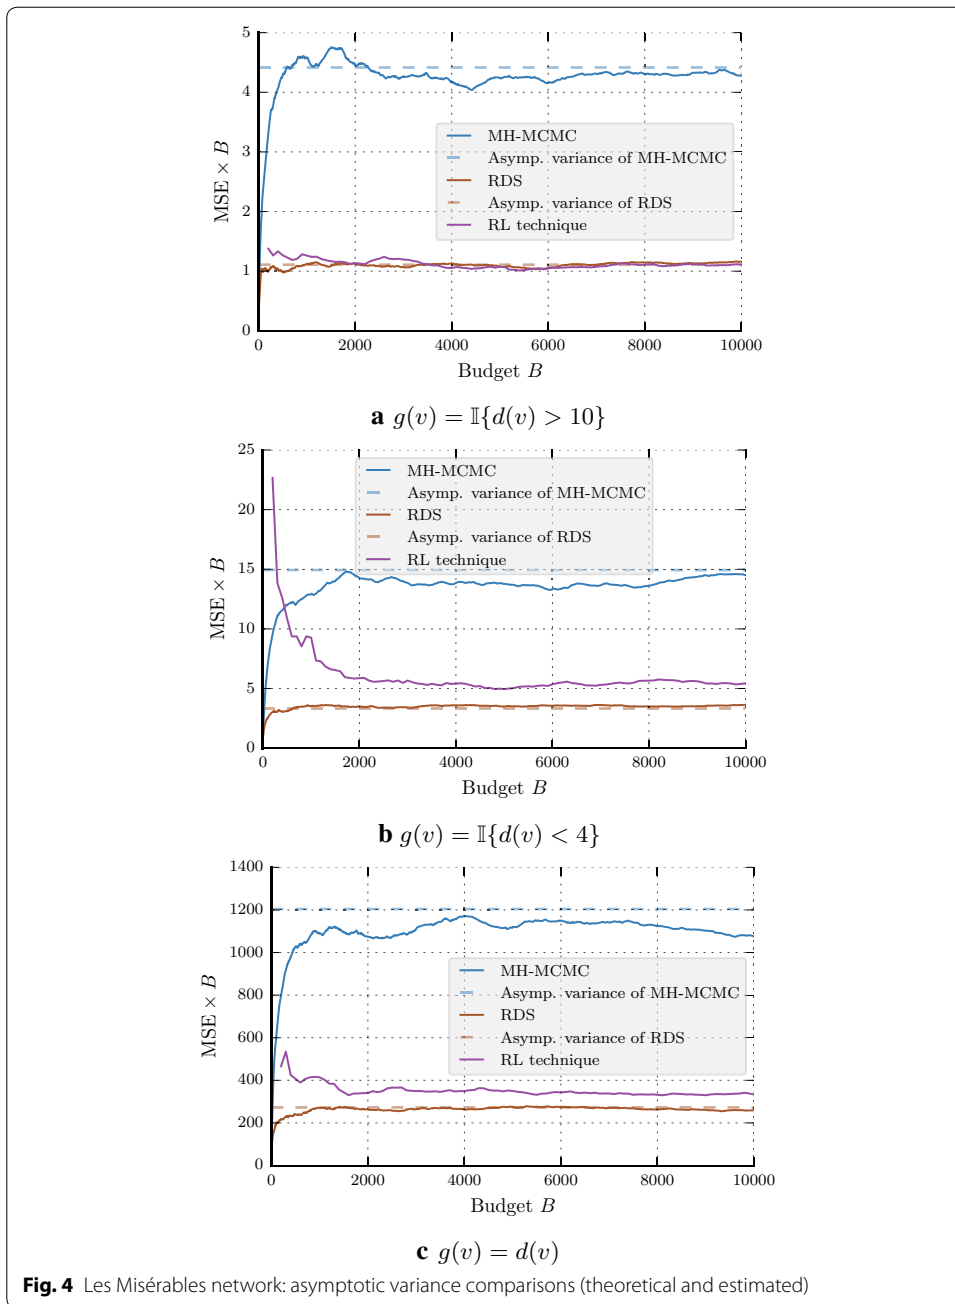 5
4
3
2
1
0
MSE × B
MH-MCMC
Asymp. variance of MH-MCMC
RDS
Asymp. variance of RDS
RL technique
0 2000 4000 6000 8000 10000
Budget B
a g(v) = 𝕀{d(v) > 10}
25
20
15
10
5
0
MSE × B
MH-MCMC
Asymp. variance of MH-MCMC
RDS
Asymp. variance of RDS
RL technique
0 2000 4000 6000 8000 10000
Budget B
b g(v) = 𝕀{d(v) < 4}
1400
1200
1000
800
600
400
200
0
MSE × B
MH-MCMC
Asymp. variance of MH-MCMC
RDS
Asymp. variance of RDS
RL technique
0 2000 4000 6000 8000 10000
Budget B
c g(v) = d(v)
Fig. 4 Les Misérables network: asymptotic variance comparisons (theoretical and estimated)